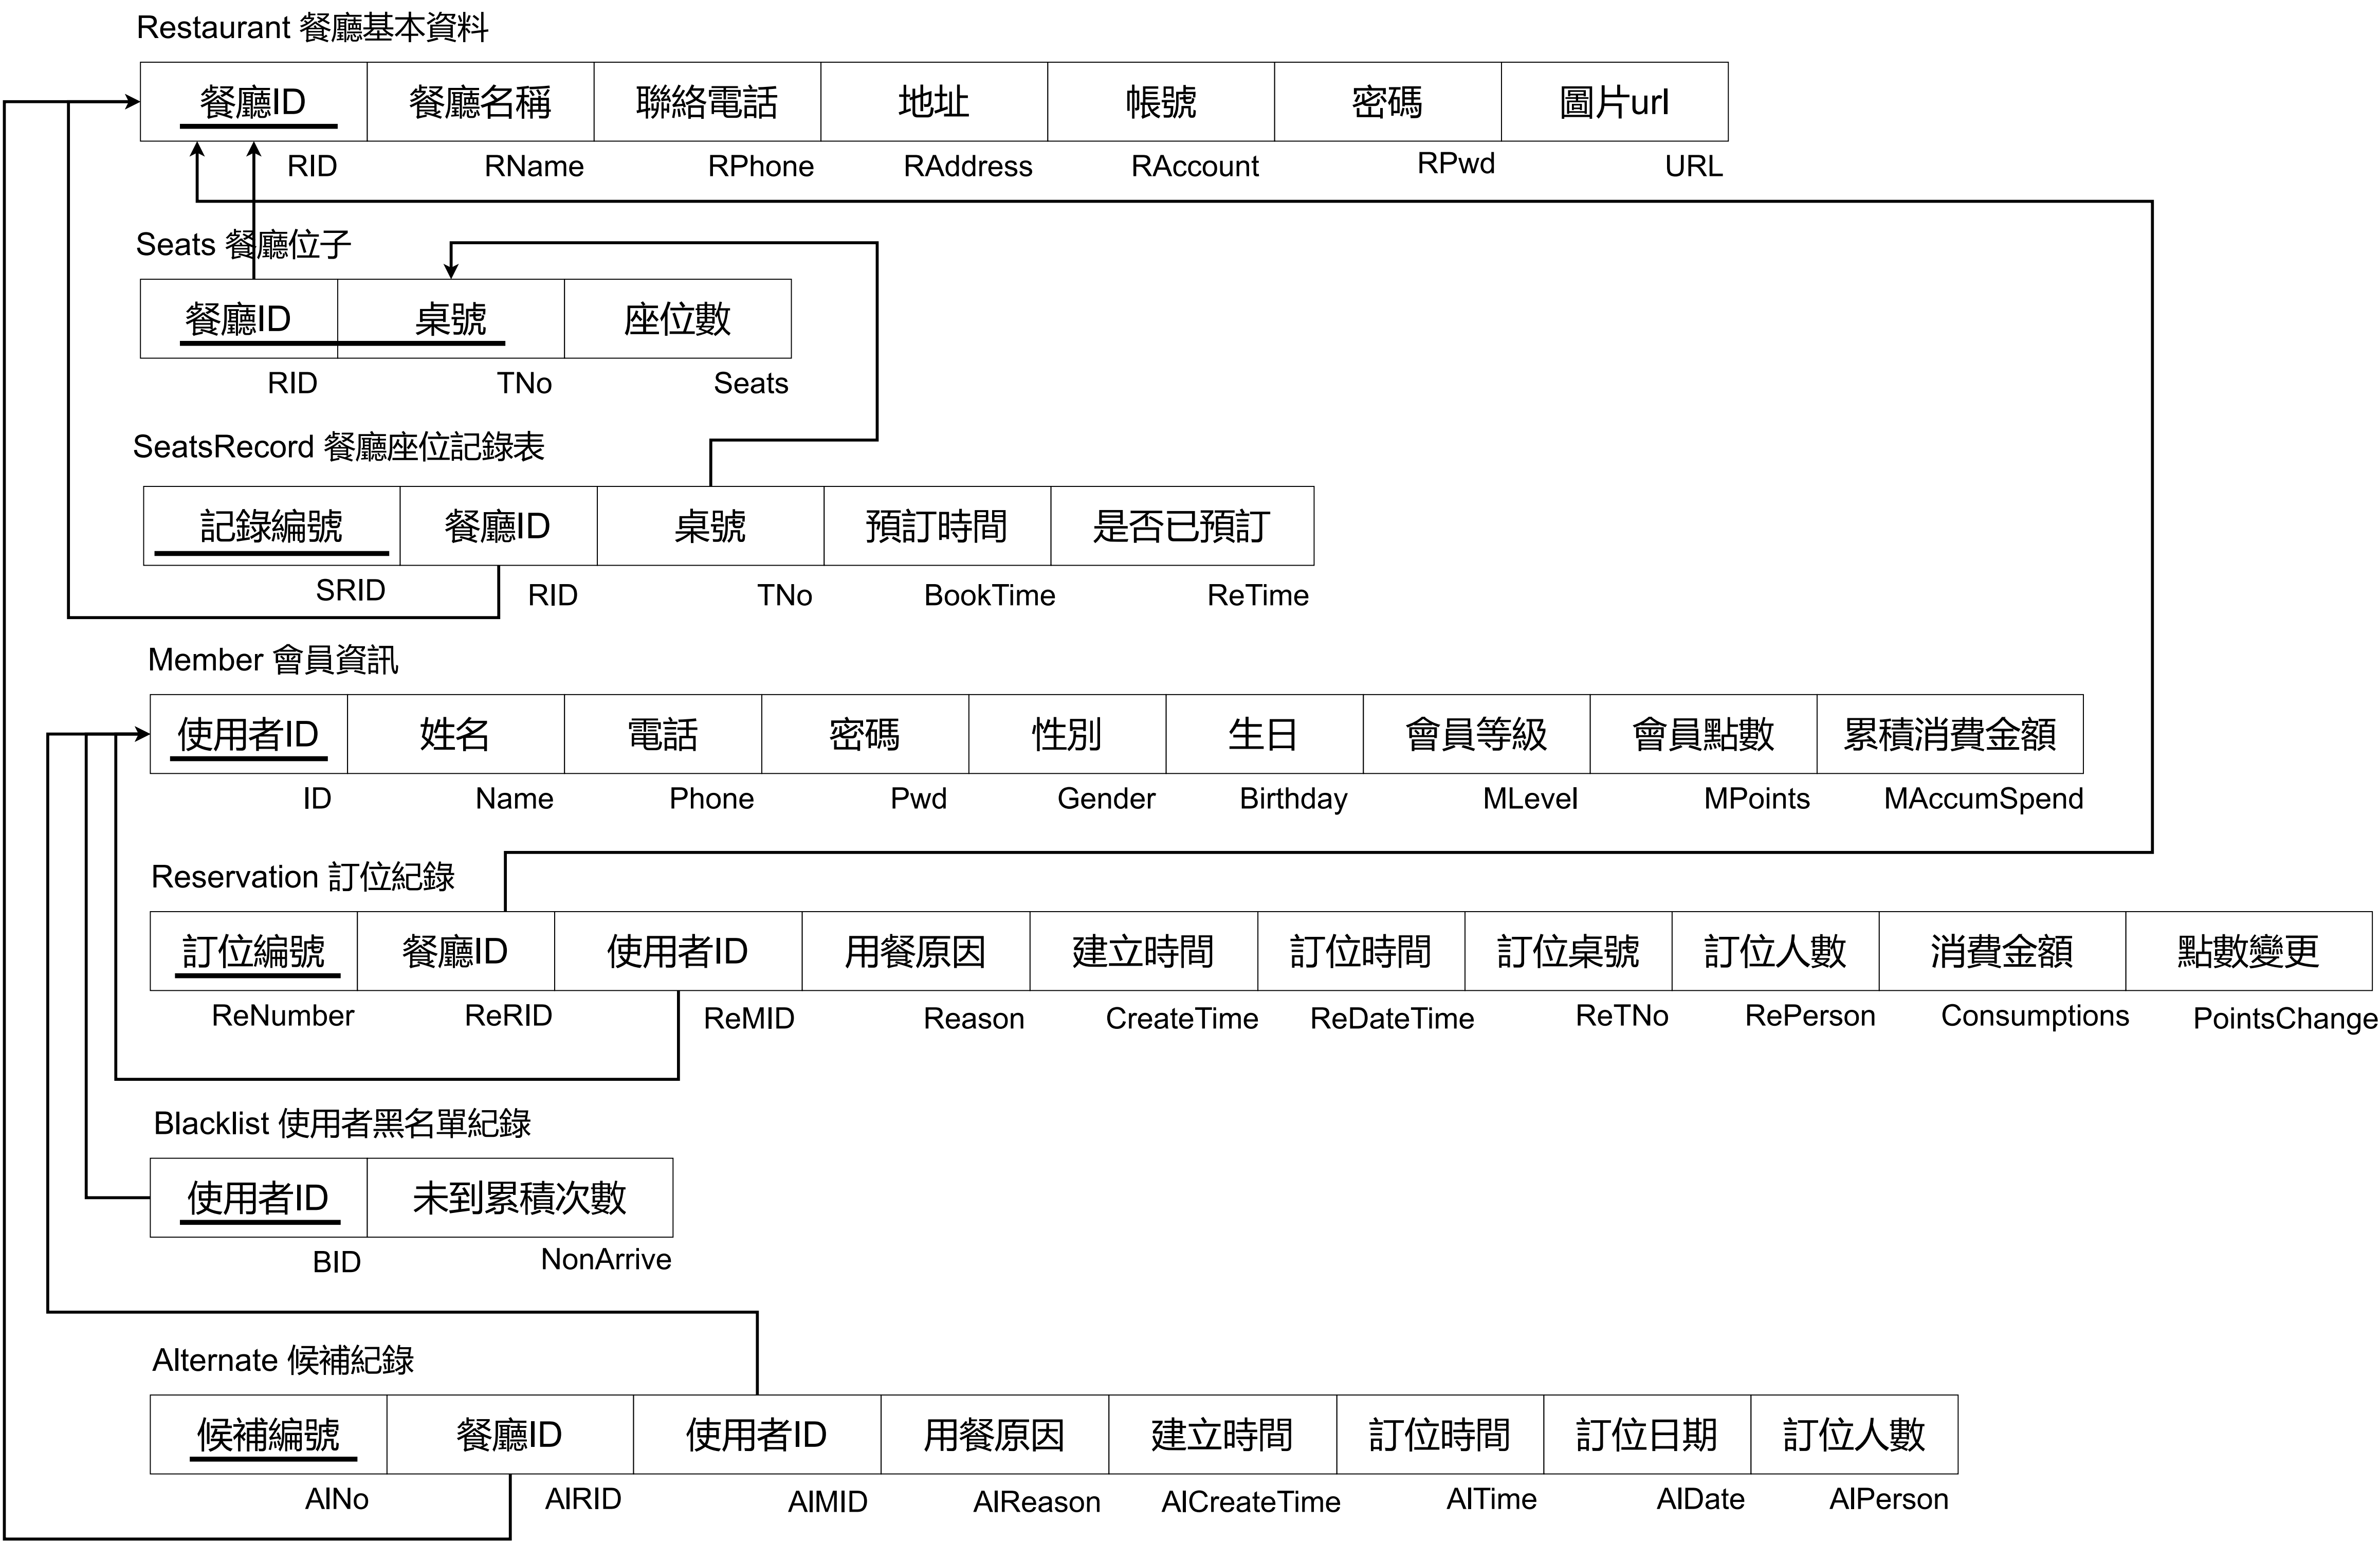 Restaurant 餐廳基本資料
餐廳ID 餐廳名稱 聯絡電話 地址 帳號 密碼 圖片url
RID RName RPhone RAddress RAccount RPwd URL
Seats 餐廳位子
餐廳ID 桌號 座位數
RID TNo Seats
SeatsRecord 餐廳座位記錄表
記錄編號 餐廳ID 桌號 預訂時間 是否已預訂
SRID RID TNo BookTime ReTime
Member 會員資訊
使用者ID 姓名 電話 密碼 性別 生日 會員等級 會員點數 累積消費金額
ID Name Phone Pwd Gender Birthday MLevel MPoints MAccumSpend
Reservation 訂位紀錄
訂位編號 餐廳ID 使用者ID 用餐原因 建立時間 訂位時間 訂位桌號 訂位人數 消費金額 點數變更
ReNumber ReRID ReMID Reason CreateTime ReDateTime ReTNo RePerson Consumptions PointsChange
Blacklist 使用者黑名單紀錄
使用者ID 未到累積次數
BID NonArrive
Alternate 候補紀錄
候補編號 餐廳ID 使用者ID 用餐原因 建立時間 訂位時間 訂位日期 訂位人數
AlNo AlRID AlMID AlReason AlCreateTime AlTime AlDate AlPerson